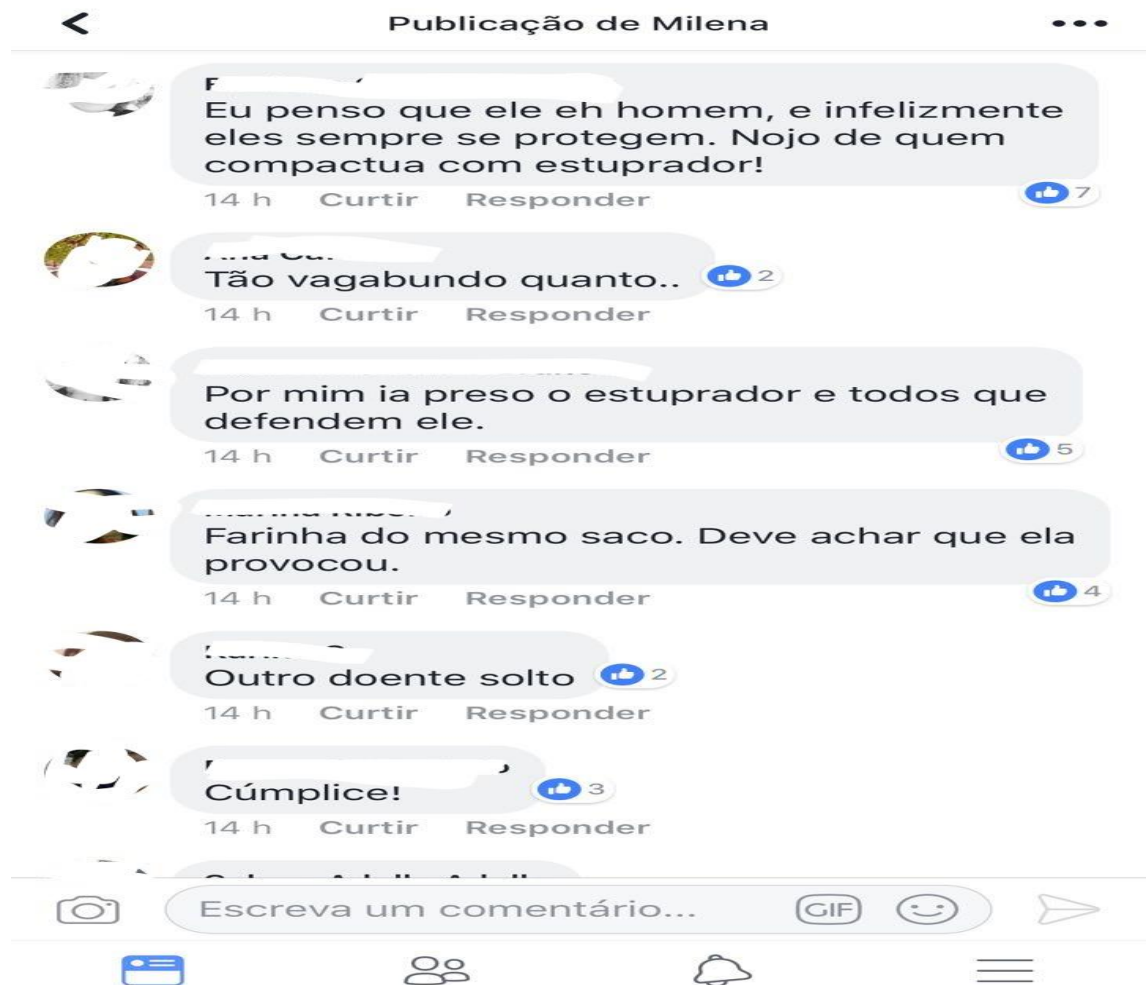 Publicação de Milena
Eu penso que ele eh homem, e infelizmente
eles sempre se protegem. Nojo de quem
compactua com estuprador!
14 h Curtir Responder 7
Tão vagabundo quanto.. 2
14 h Curtir Responder
Por mim ia preso o estuprador e todos que
defendem ele.
14 h Curtir Responder 5
Farinha do mesmo saco. Deve achar que ela
provocou.
14 h Curtir Responder 4
Outro doente solto 2
14 h Curtir Responder
Cúmplice! 3
14 h Curtir Responder
Escreva um comentário... GIF